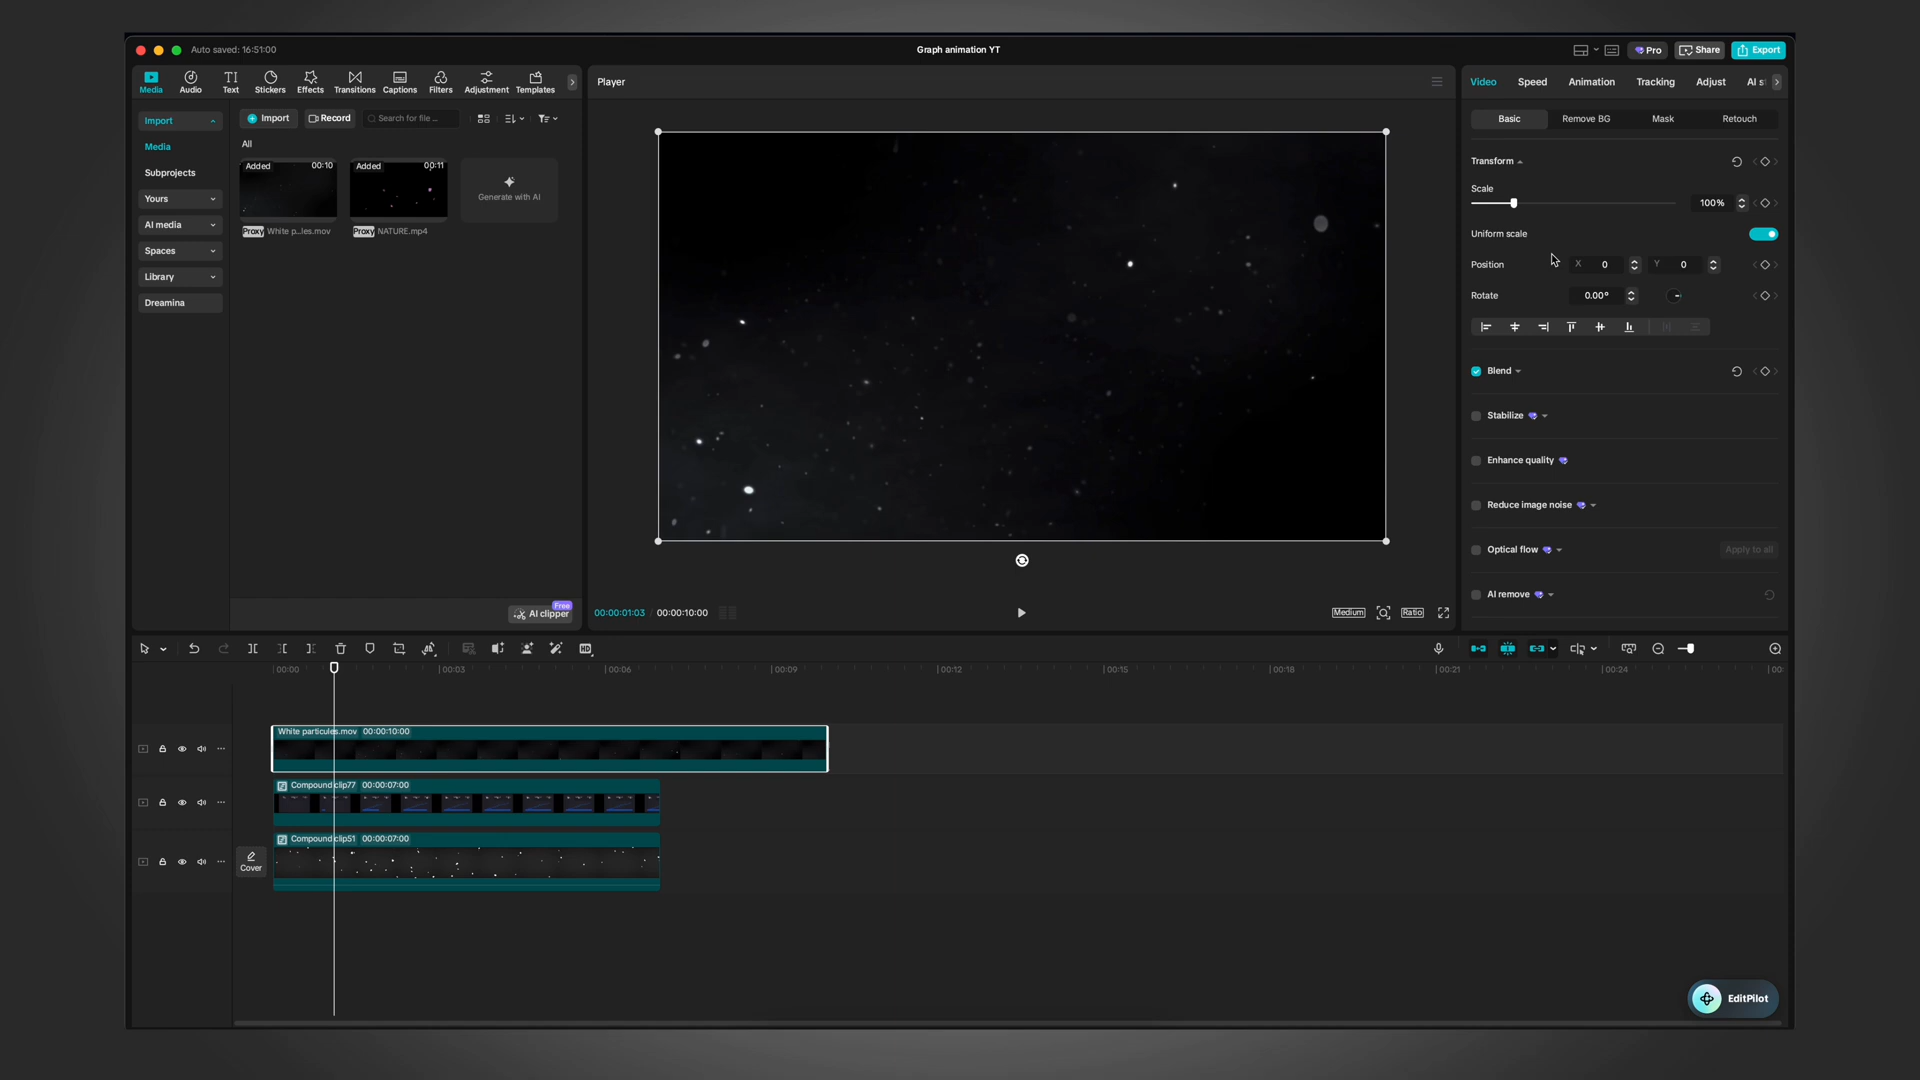 Auto saved: 16:51:00
Graph animation YT
Pro
Share
Export
Media
Audio
Text
Stickers
Effects
Transitions
Captions
Filters
Adjustment
Templates
Player
Video
Speed
Animation
Tracking
Adjust
AI s
Import
Media
Subprojects
Yours
AI media
Spaces
Library
Dreamina
Import
Record
Search for file ...
All
Added 00:10
Added 00:11
Generate with AI
Proxy White p...les.mov
Proxy NATURE.mp4
Free
AI clipper
00:00:01:03 / 00:00:10:00
Medium
Ratio
Basic
Remove BG
Mask
Retouch
Transform
Scale
100%
Uniform scale
Position X 0 Y 0
Rotate 0.00°
Blend
Stabilize
Enhance quality
Reduce image noise
Optical flow
Apply to all
AI remove
00:00
00:03
00:06
00:09
00:12
00:15
00:18
00:21
00:24
White particules.mov 00:00:10:00
Compound clip77 00:00:07:00
Compound clip51 00:00:07:00
Cover
EditPilot